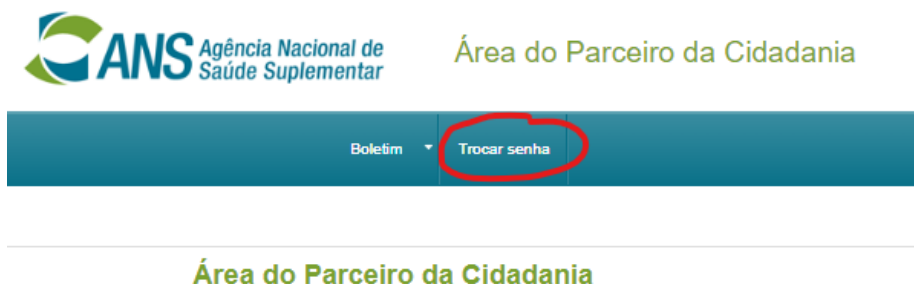 ANS Agência Nacional de
Saúde Suplementar
Área do Parceiro da Cidadania
Boletim Trocar senha
Área do Parceiro da Cidadania